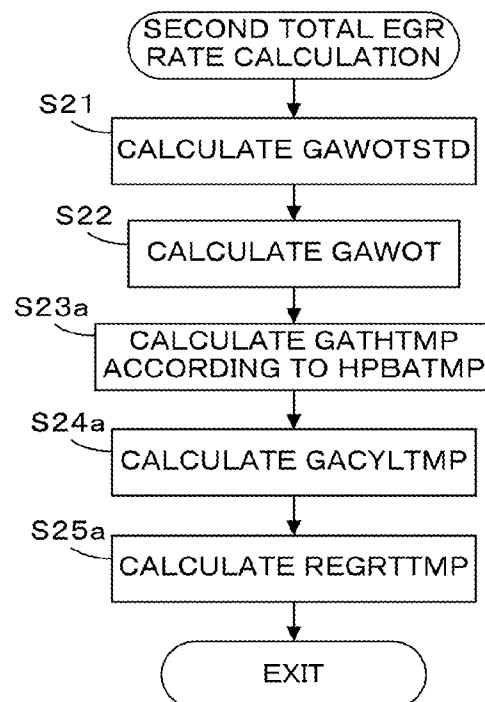 SECOND TOTAL EGR
RATE CALCULATION
S21
CALCULATE GAWOTSTD
S22
CALCULATE GAWOT
S23a
CALCULATE GATHTMP
ACCORDING TO HPBATMP
S24a
CALCULATE GACYLTMP
S25a
CALCULATE REGRTTMP
EXIT